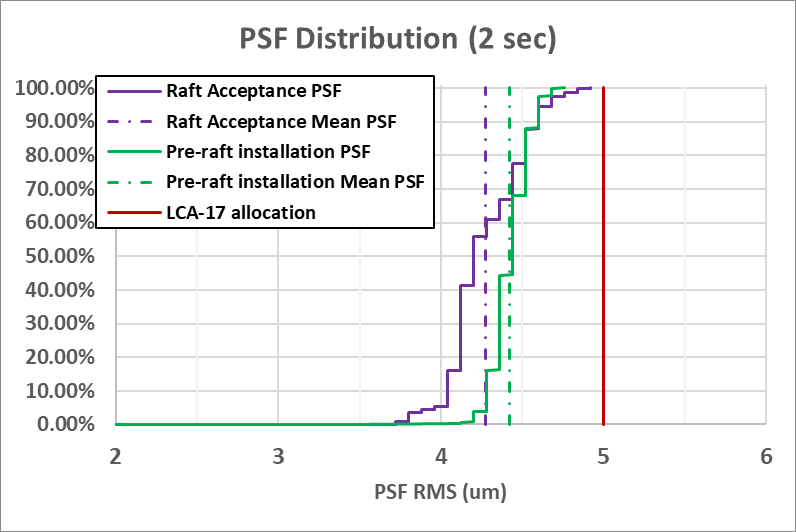 PSF Distribution (2 sec)
100.00%
90.00%
80.00%
70.00%
60.00%
50.00%
40.00%
30.00%
20.00%
10.00%
0.00%
Raft Acceptance PSF
Raft Acceptance Mean PSF
Pre-raft installation PSF
Pre-raft installation Mean PSF
LCA-17 allocation
2 3 4 5 6
PSF RMS (um)